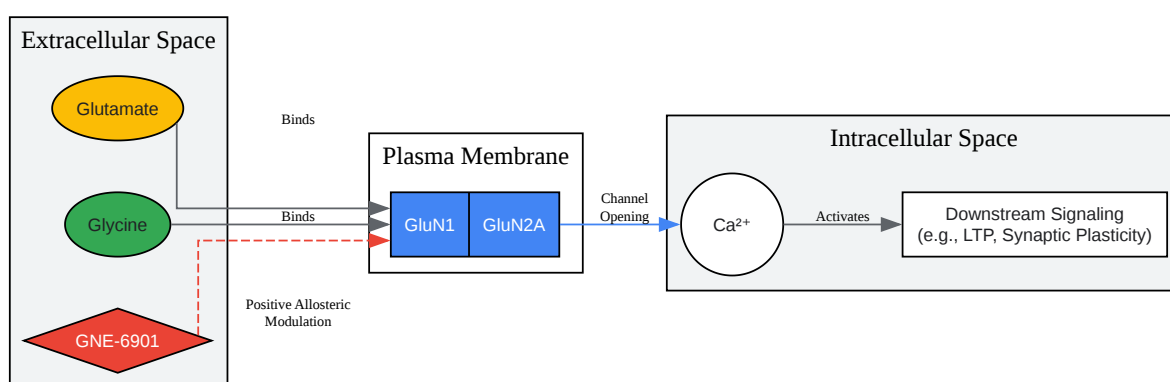 Extracellular Space
Glutamate
Binds
Glycine
Binds
GNE-6901
Positive Allosteric
Modulation
Plasma Membrane
GluN1
GluN2A
Channel
Opening
Intracellular Space
Ca²⁺
Activates
Downstream Signaling
(e.g., LTP, Synaptic Plasticity)